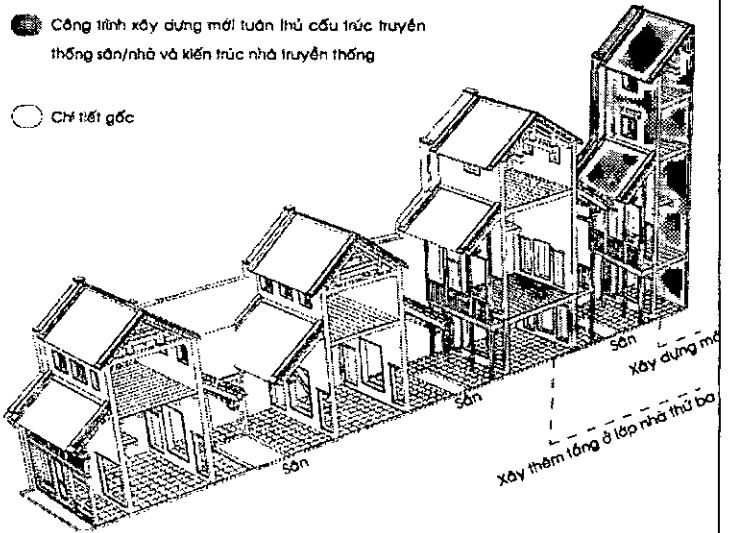 Công trình xây dựng mới tuân thủ cấu trúc truyền
thống sân/nhà và kiến trúc nhà truyền thống
Chi tiết gốc
Sân
Xây dựng
Sân
Xây thêm tầng ở lớp nhà thứ ba
Sân